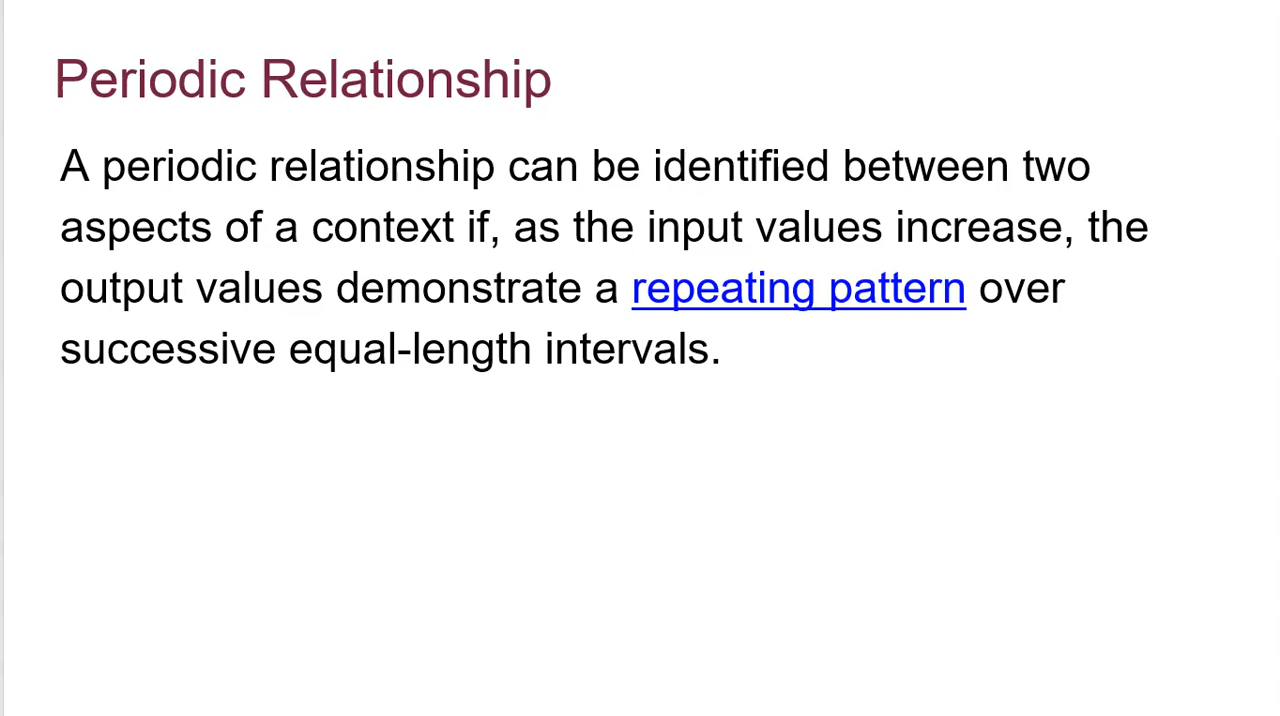 Periodic Relationship
A periodic relationship can be identified between two
aspects of a context if, as the input values increase, the
output values demonstrate a repeating pattern over
successive equal-length intervals.